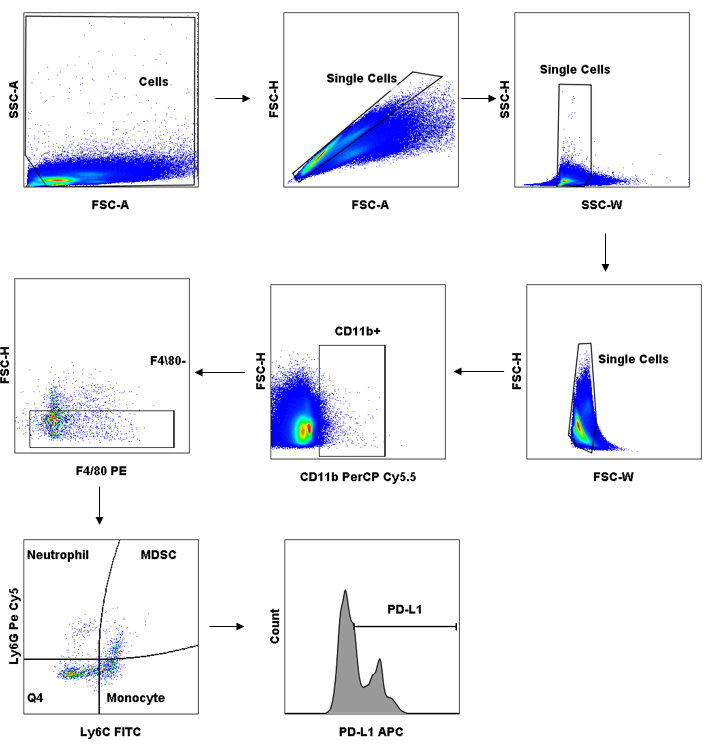 SSC-A
Cells
FSC-A
FSC-H
Single Cells
FSC-A
SSC-H
Single Cells
SSC-W
FSC-H
F4\80-
F4/80 PE
FSC-H
CD11b+
CD11b PerCP Cy5.5
FSC-H
Single Cells
FSC-W
Ly6G Pe Cy5
Neutrophil
MDSC
Q4
Monocyte
Ly6C FITC
Count
PD-L1
PD-L1 APC